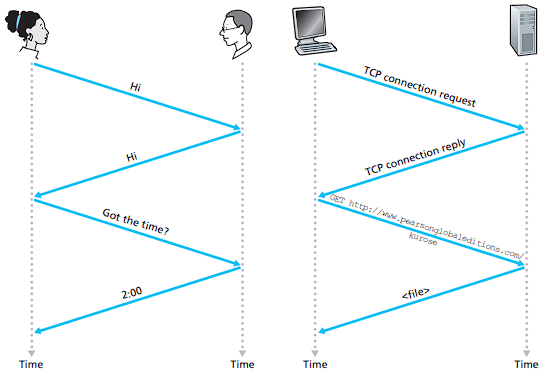 Hi
Hi
Got the time?
2:00
Time
Time
TCP connection request
TCP connection reply
GET http://www.pearsonglobaleditions.com/
kurose
<file>
Time
Time